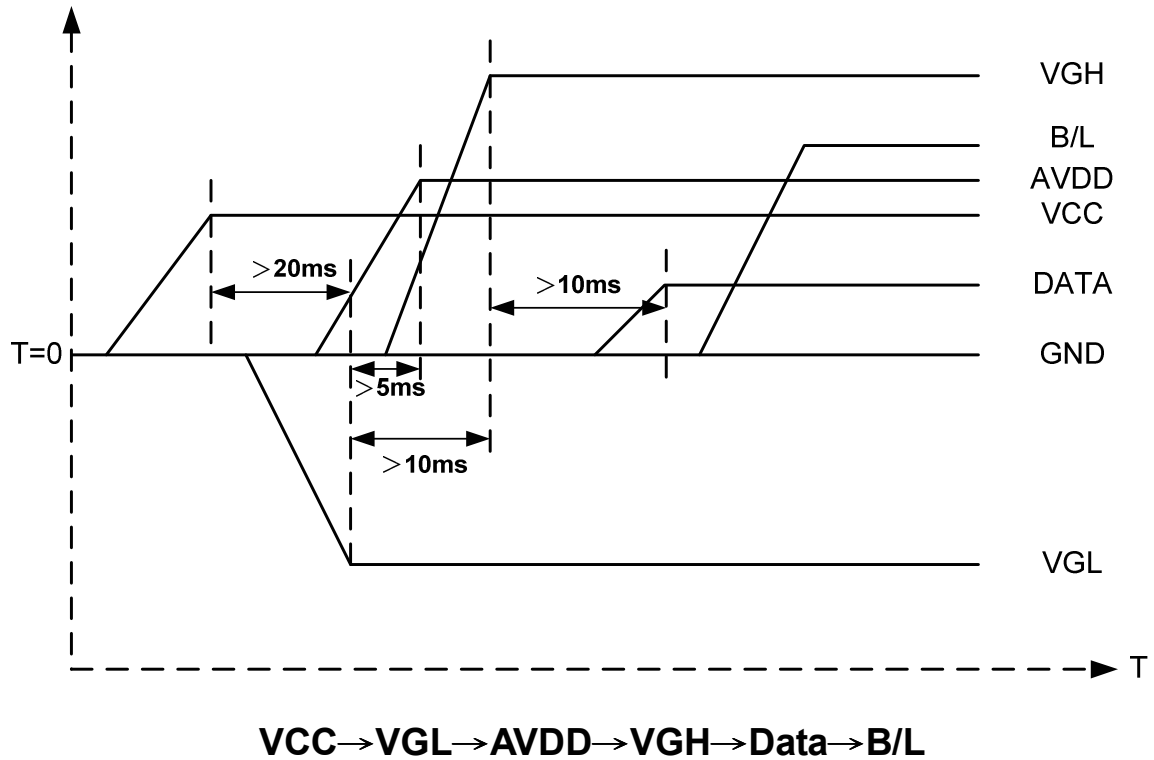 VGH
B/L
AVDD
VCC
>20ms
>10ms
DATA
T=0
GND
>5ms
>10ms
VGL
T
VCC→VGL→AVDD→VGH→Data→B/L